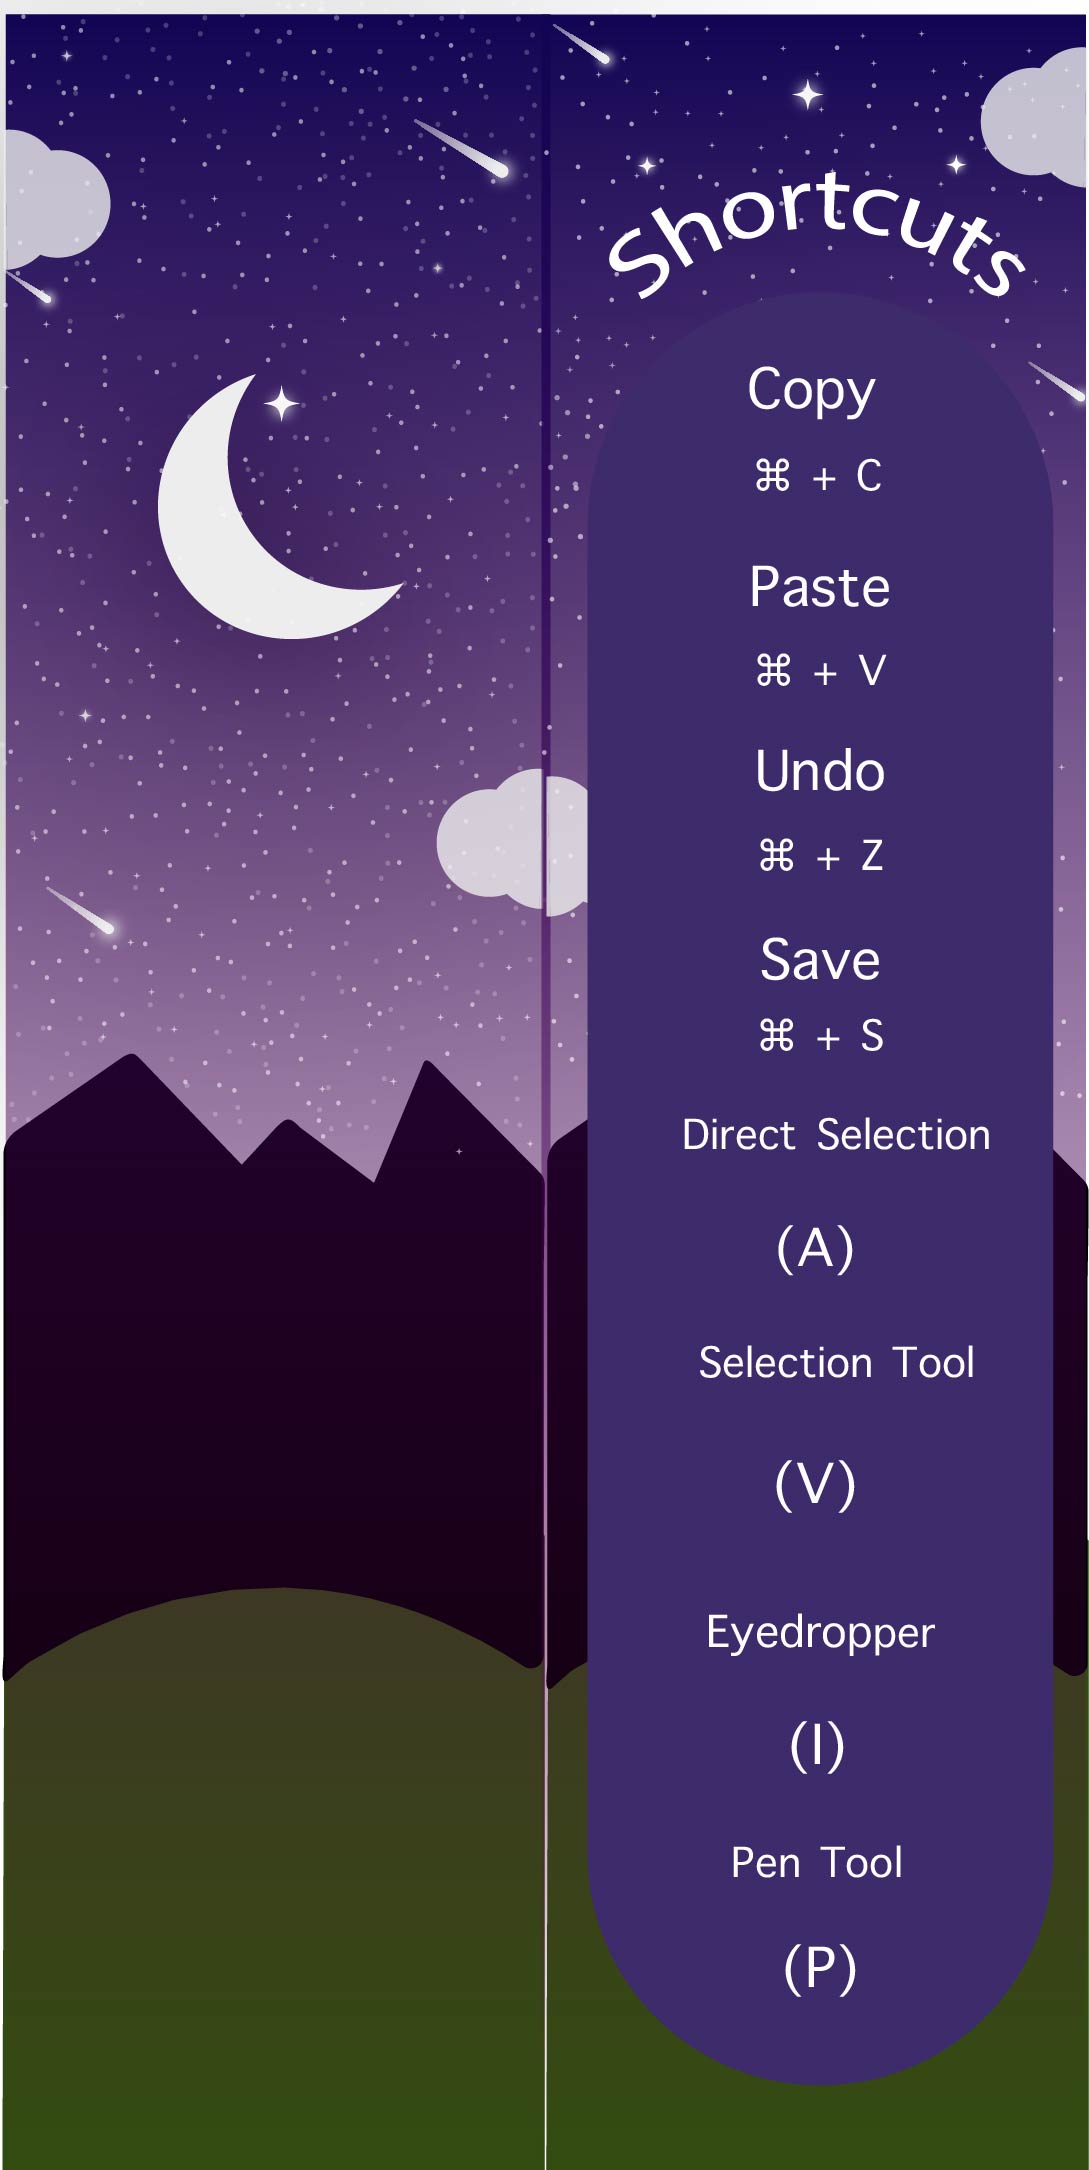 Shortcuts
Copy
⌘ + C
Paste
⌘ + V
Undo
⌘ + Z
Save
⌘ + S
Direct Selection
(A)
Selection Tool
(V)
Eyedropper
(I)
Pen Tool
(P)